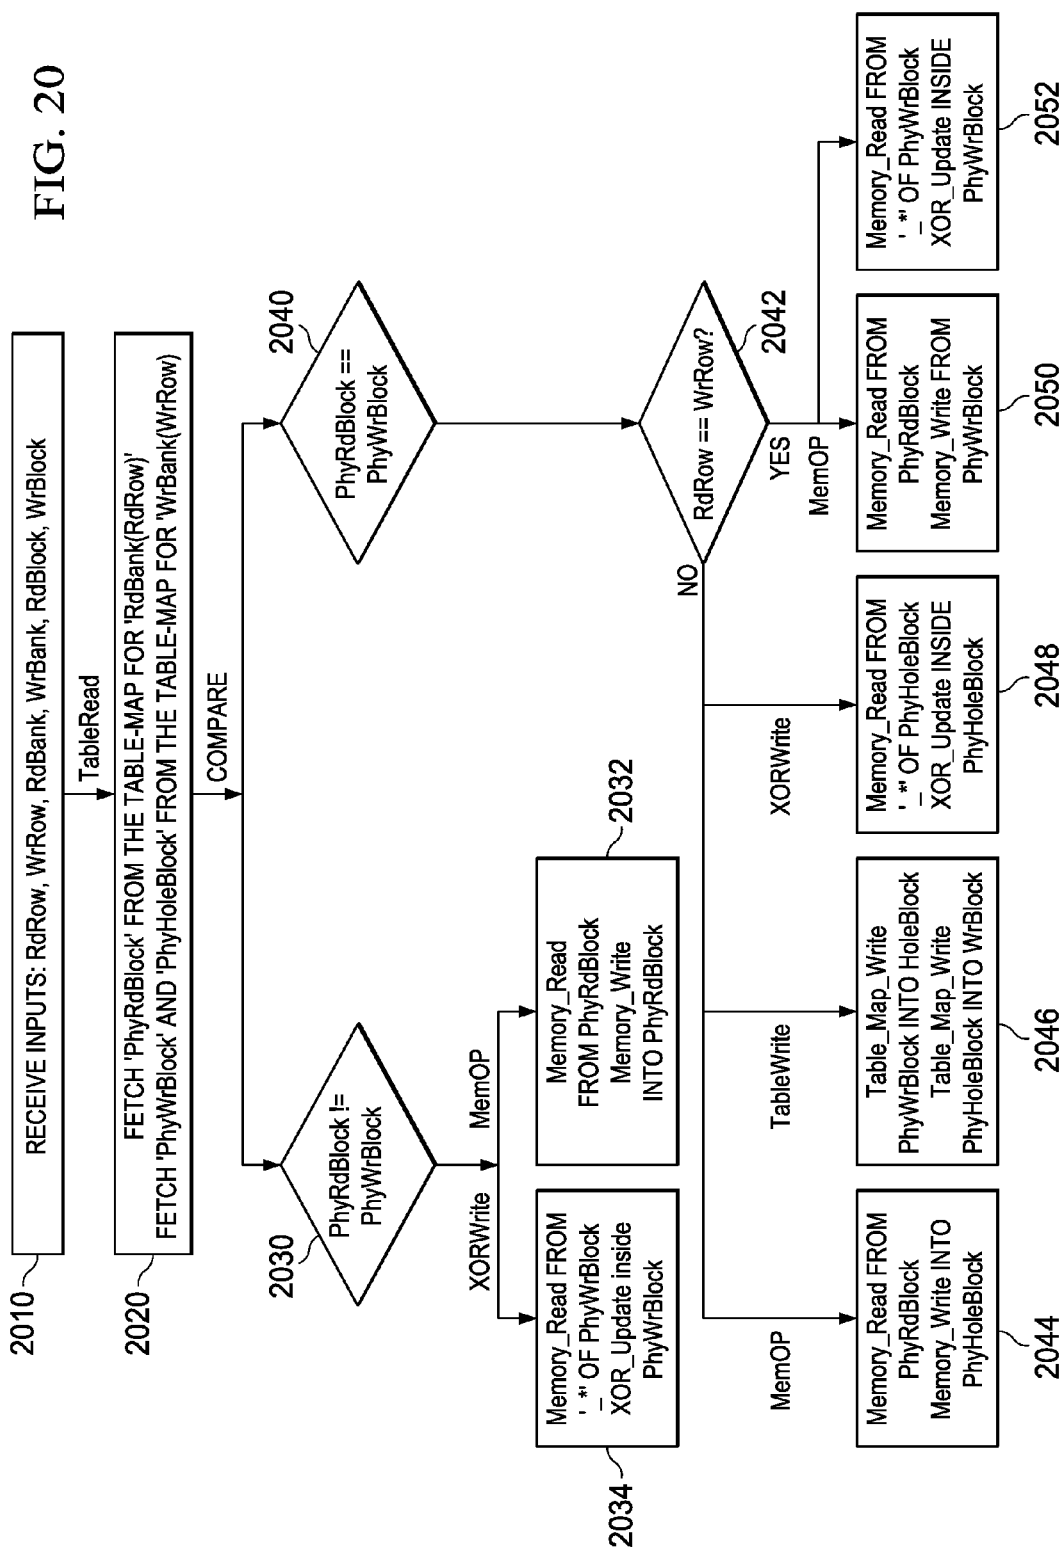 FIG. 20
RECEIVE INPUTS: RdRow, WrRow, RdBank, WrBank, RdBlock, WrBlock
2010
TableRead
FETCH 'PhyRdBlock' FROM THE TABLE-MAP FOR 'RdBank(RdRow)'
FETCH 'PhyWrBlock' AND 'PhyHoleBlock' FROM THE TABLE-MAP FOR 'WrBank(WrRow)
2020
COMPARE
2030
PhyRdBlock !=
PhyWrBlock
2040
PhyRdBlock ==
PhyWrBlock
XORWrite
MemOP
Memory_Read FROM
'_*' OF PhyWrBlock
XOR_Update inside
PhyWrBlock
2034
Memory_Read
FROM PhyRdBlock
Memory_Write
INTO PhyRdBlock
2032
RdRow == WrRow?
2042
NO
YES
MemOP
MemOP
TableWrite
XORWrite
Memory_Read FROM
PhyRdBlock
Memory_Write INTO
PhyHoleBlock
2044
Table_Map_Write
PhyWrBlock INTO HoleBlock
Table_Map_Write
PhyHoleBlock INTO WrBlock
2046
Memory_Read FROM
'_*' OF PhyHoleBlock
XOR_Update INSIDE
PhyHoleBlock
2048
Memory_Read FROM
PhyRdBlock
Memory_Write FROM
PhyWrBlock
2050
Memory_Read FROM
'_*' OF PhyWrBlock
XOR_Update INSIDE
PhyWrBlock
2052